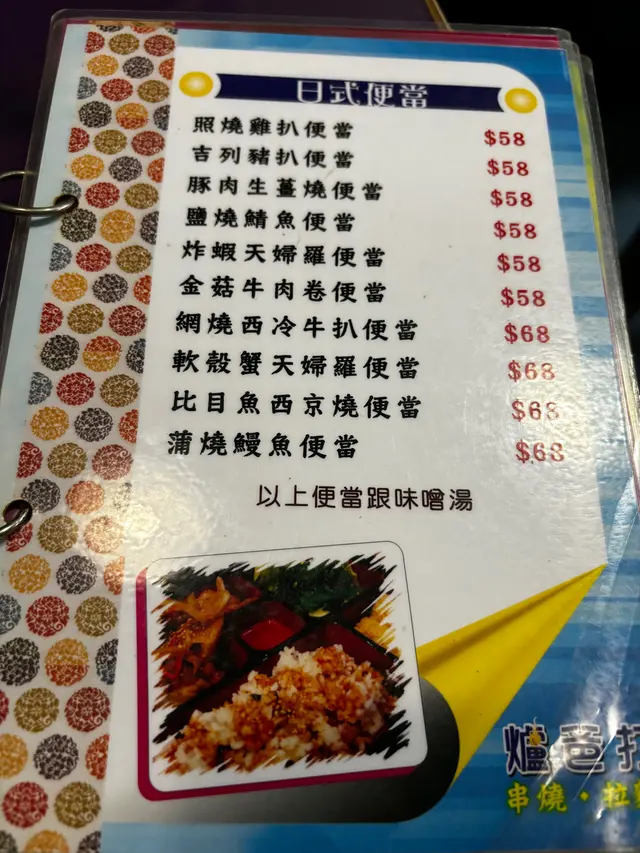 日式便當
照燒雞扒便當 $58
吉列豬扒便當 $58
豚肉生薑燒便當 $58
鹽燒鯖魚便當 $58
炸蝦天婦羅便當 $58
金菇牛肉卷便當 $58
網燒西冷牛扒便當 $68
軟殼蟹天婦羅便當 $68
比目魚西京燒便當 $68
蒲燒鰻魚便當 $68
以上便當跟味噌湯
爐爸
串燒・拉